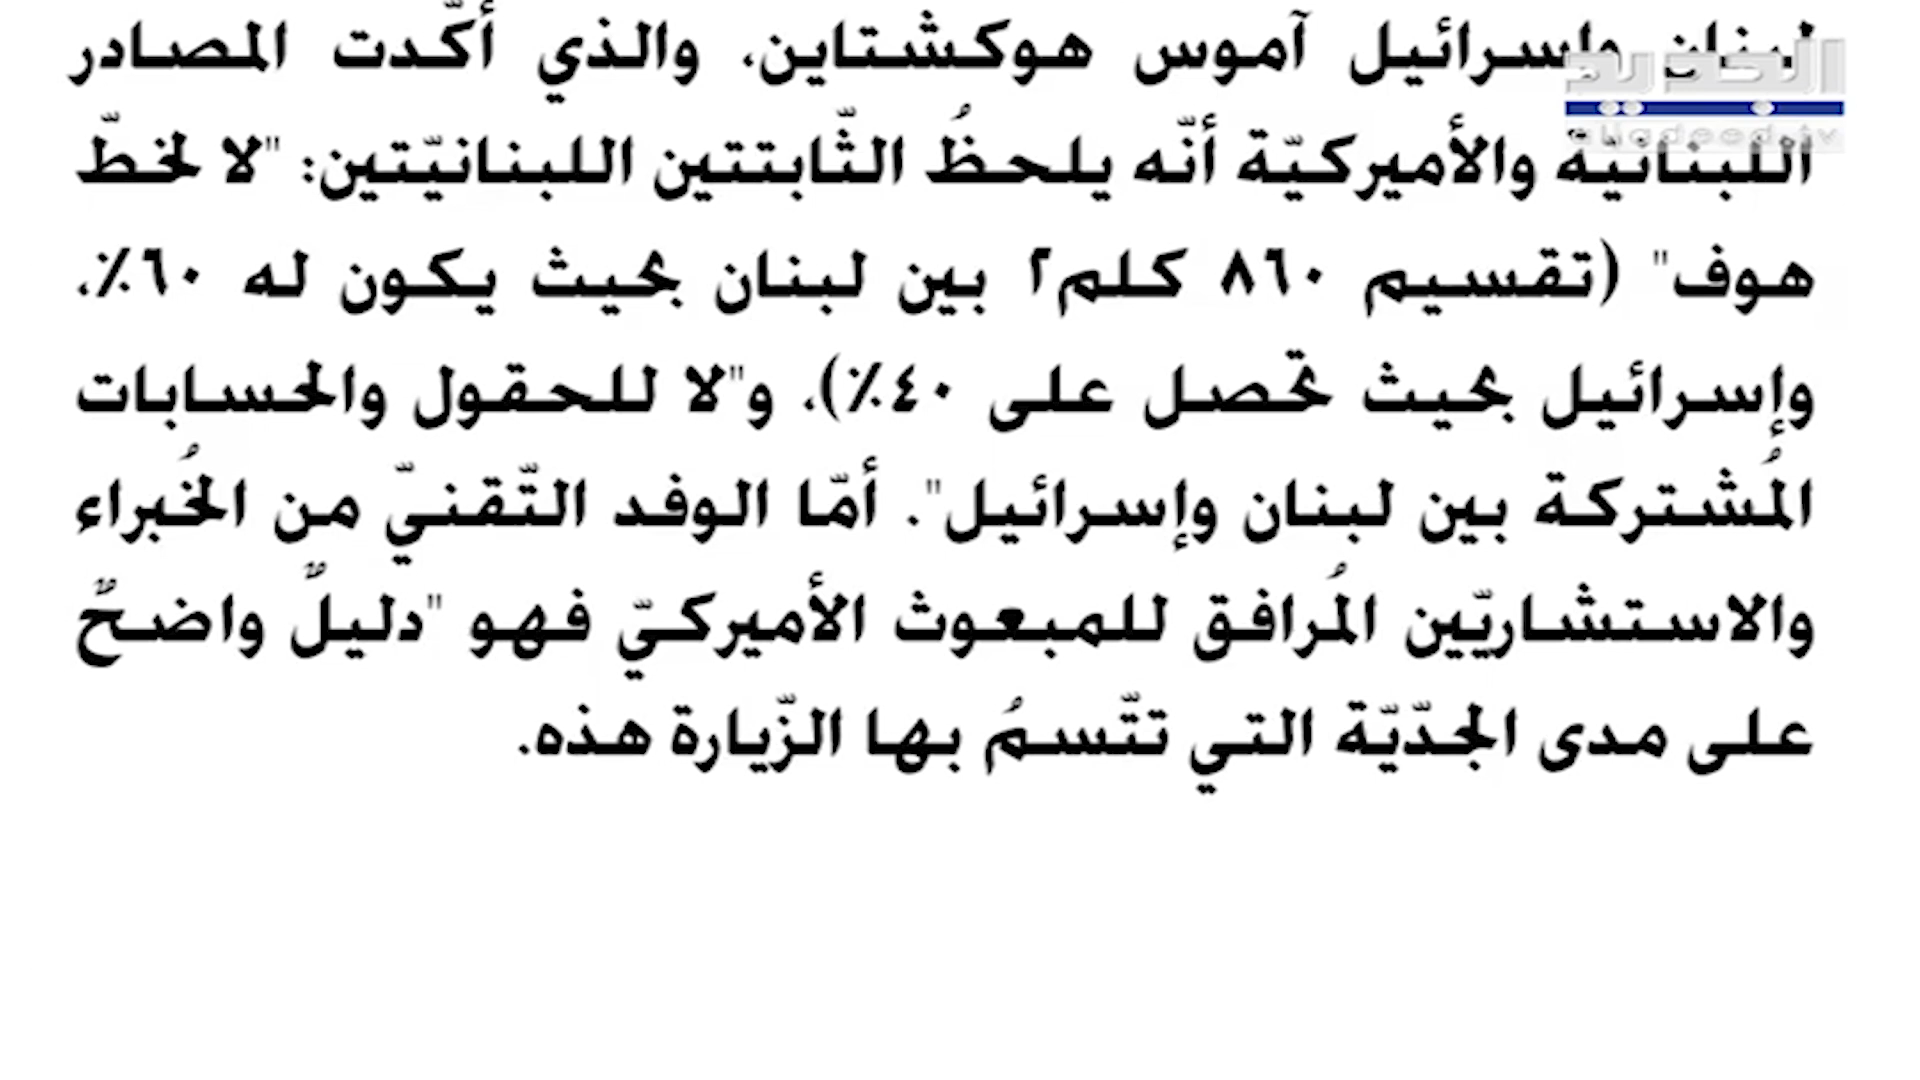 لبنان وإسرائيل آموس هوكشتاين، والذي أكّدت المصادر
اللبنانيّة والأميركيّة أنّه يلحظُ الثّابتتين اللبنانيّتين: "لا لخطّ
هوف" (تقسيم ٨٦٠ كلم٢ بين لبنان بحيث يكون له ٦٠٪،
وإسرائيل بحيث تحصل على ٤٠٪)، و"لا للحقول والحسابات
المُشتركة بين لبنان وإسرائيل". أمّا الوفد التّقنيّ من الخُبراء
والاستشاريّين المُرافق للمبعوث الأميركيّ فهو "دليلٌ واضحٌ
على مدى الجدّيّة التي تتّسمُ بها الزّيارة هذه.
الجديد
aljadeed.tv